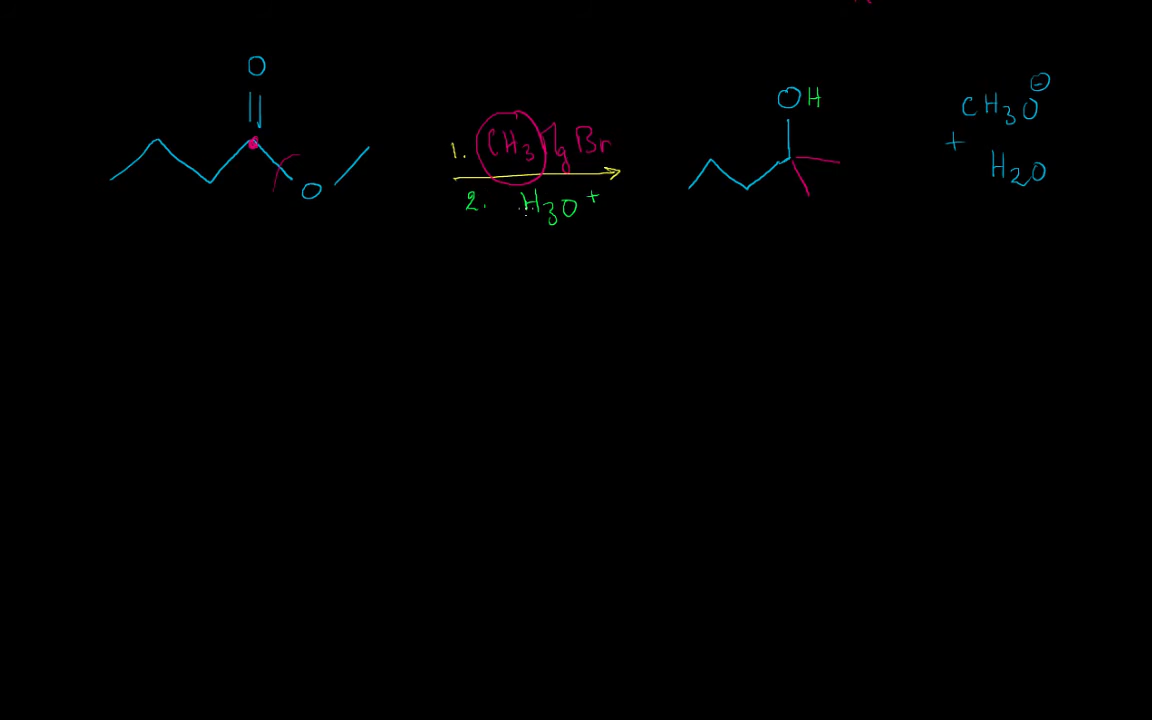 O
O
1. CH3MgBr
2. H3O+
OH
CH3O⊖
+
H2O